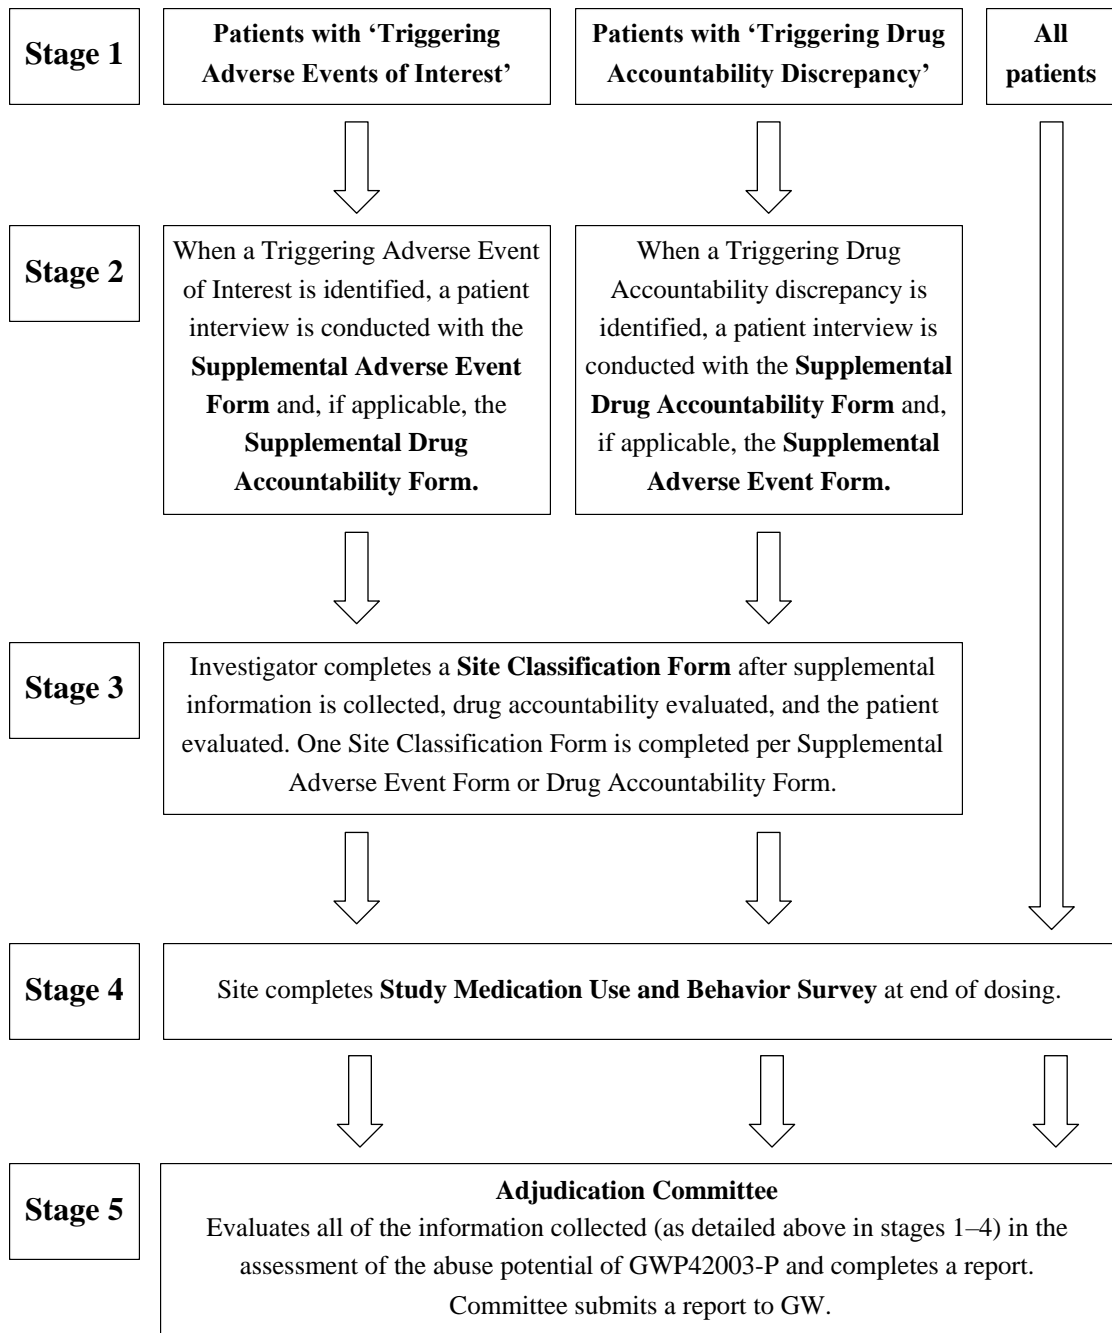 Stage 1
Patients with ‘Triggering
Adverse Events of Interest’
Patients with ‘Triggering Drug
Accountability Discrepancy’
All
patients
Stage 2
When a Triggering Adverse Event
of Interest is identified, a patient
interview is conducted with the
Supplemental Adverse Event
Form and, if applicable, the
Supplemental Drug
Accountability Form.
When a Triggering Drug
Accountability discrepancy is
identified, a patient interview is
conducted with the Supplemental
Drug Accountability Form and,
if applicable, the Supplemental
Adverse Event Form.
Stage 3
Investigator completes a Site Classification Form after supplemental
information is collected, drug accountability evaluated, and the patient
evaluated. One Site Classification Form is completed per Supplemental
Adverse Event Form or Drug Accountability Form.
Stage 4
Site completes Study Medication Use and Behavior Survey at end of dosing.
Stage 5
Adjudication Committee
Evaluates all of the information collected (as detailed above in stages 1–4) in the
assessment of the abuse potential of GWP42003-P and completes a report.
Committee submits a report to GW.